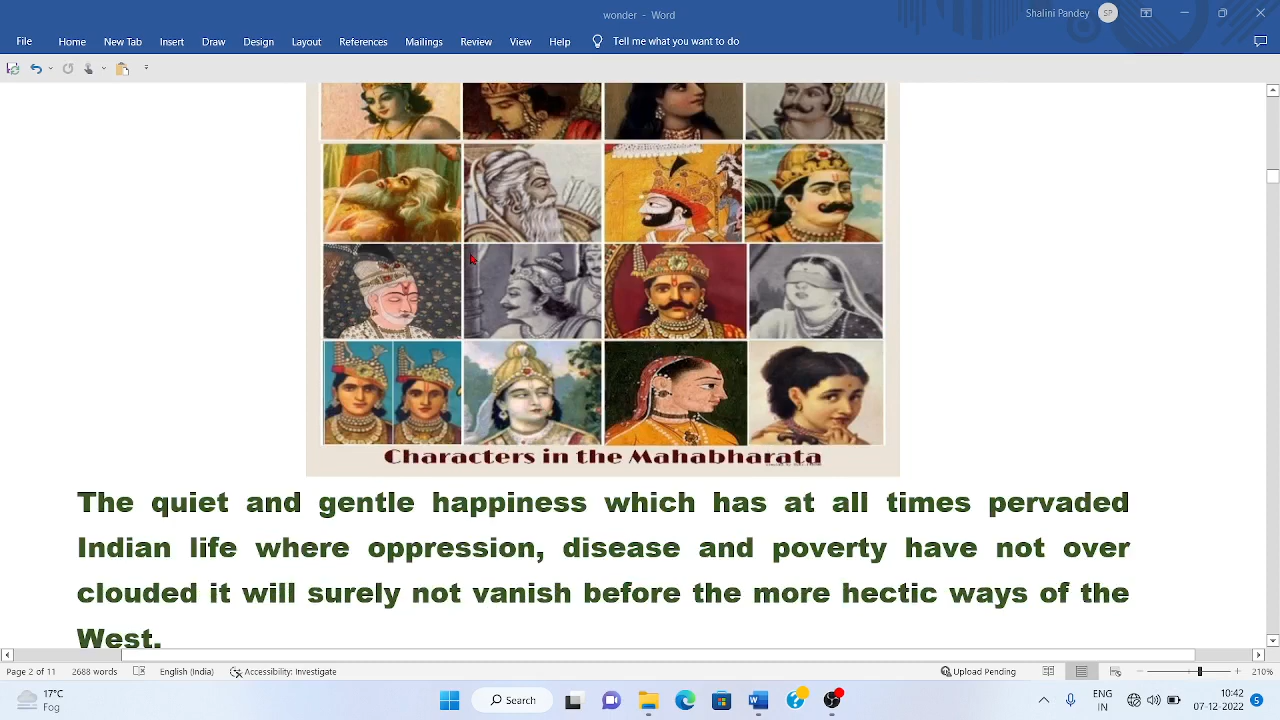 wonder - Word
Shalini Pandey SP
File Home New Tab Insert Draw Design Layout References Mailings Review View Help Tell me what you want to do
Characters in the Mahabharata
The quiet and gentle happiness which has at all times pervaded
Indian life where oppression, disease and poverty have not over
clouded it will surely not vanish before the more hectic ways of the
West.
Page 2 of 11 2688 words English (India) Accessibility: Investigate Upload Pending 210%
17°C
Fog
Search
ENG
IN
10:26
07-12-2022
5